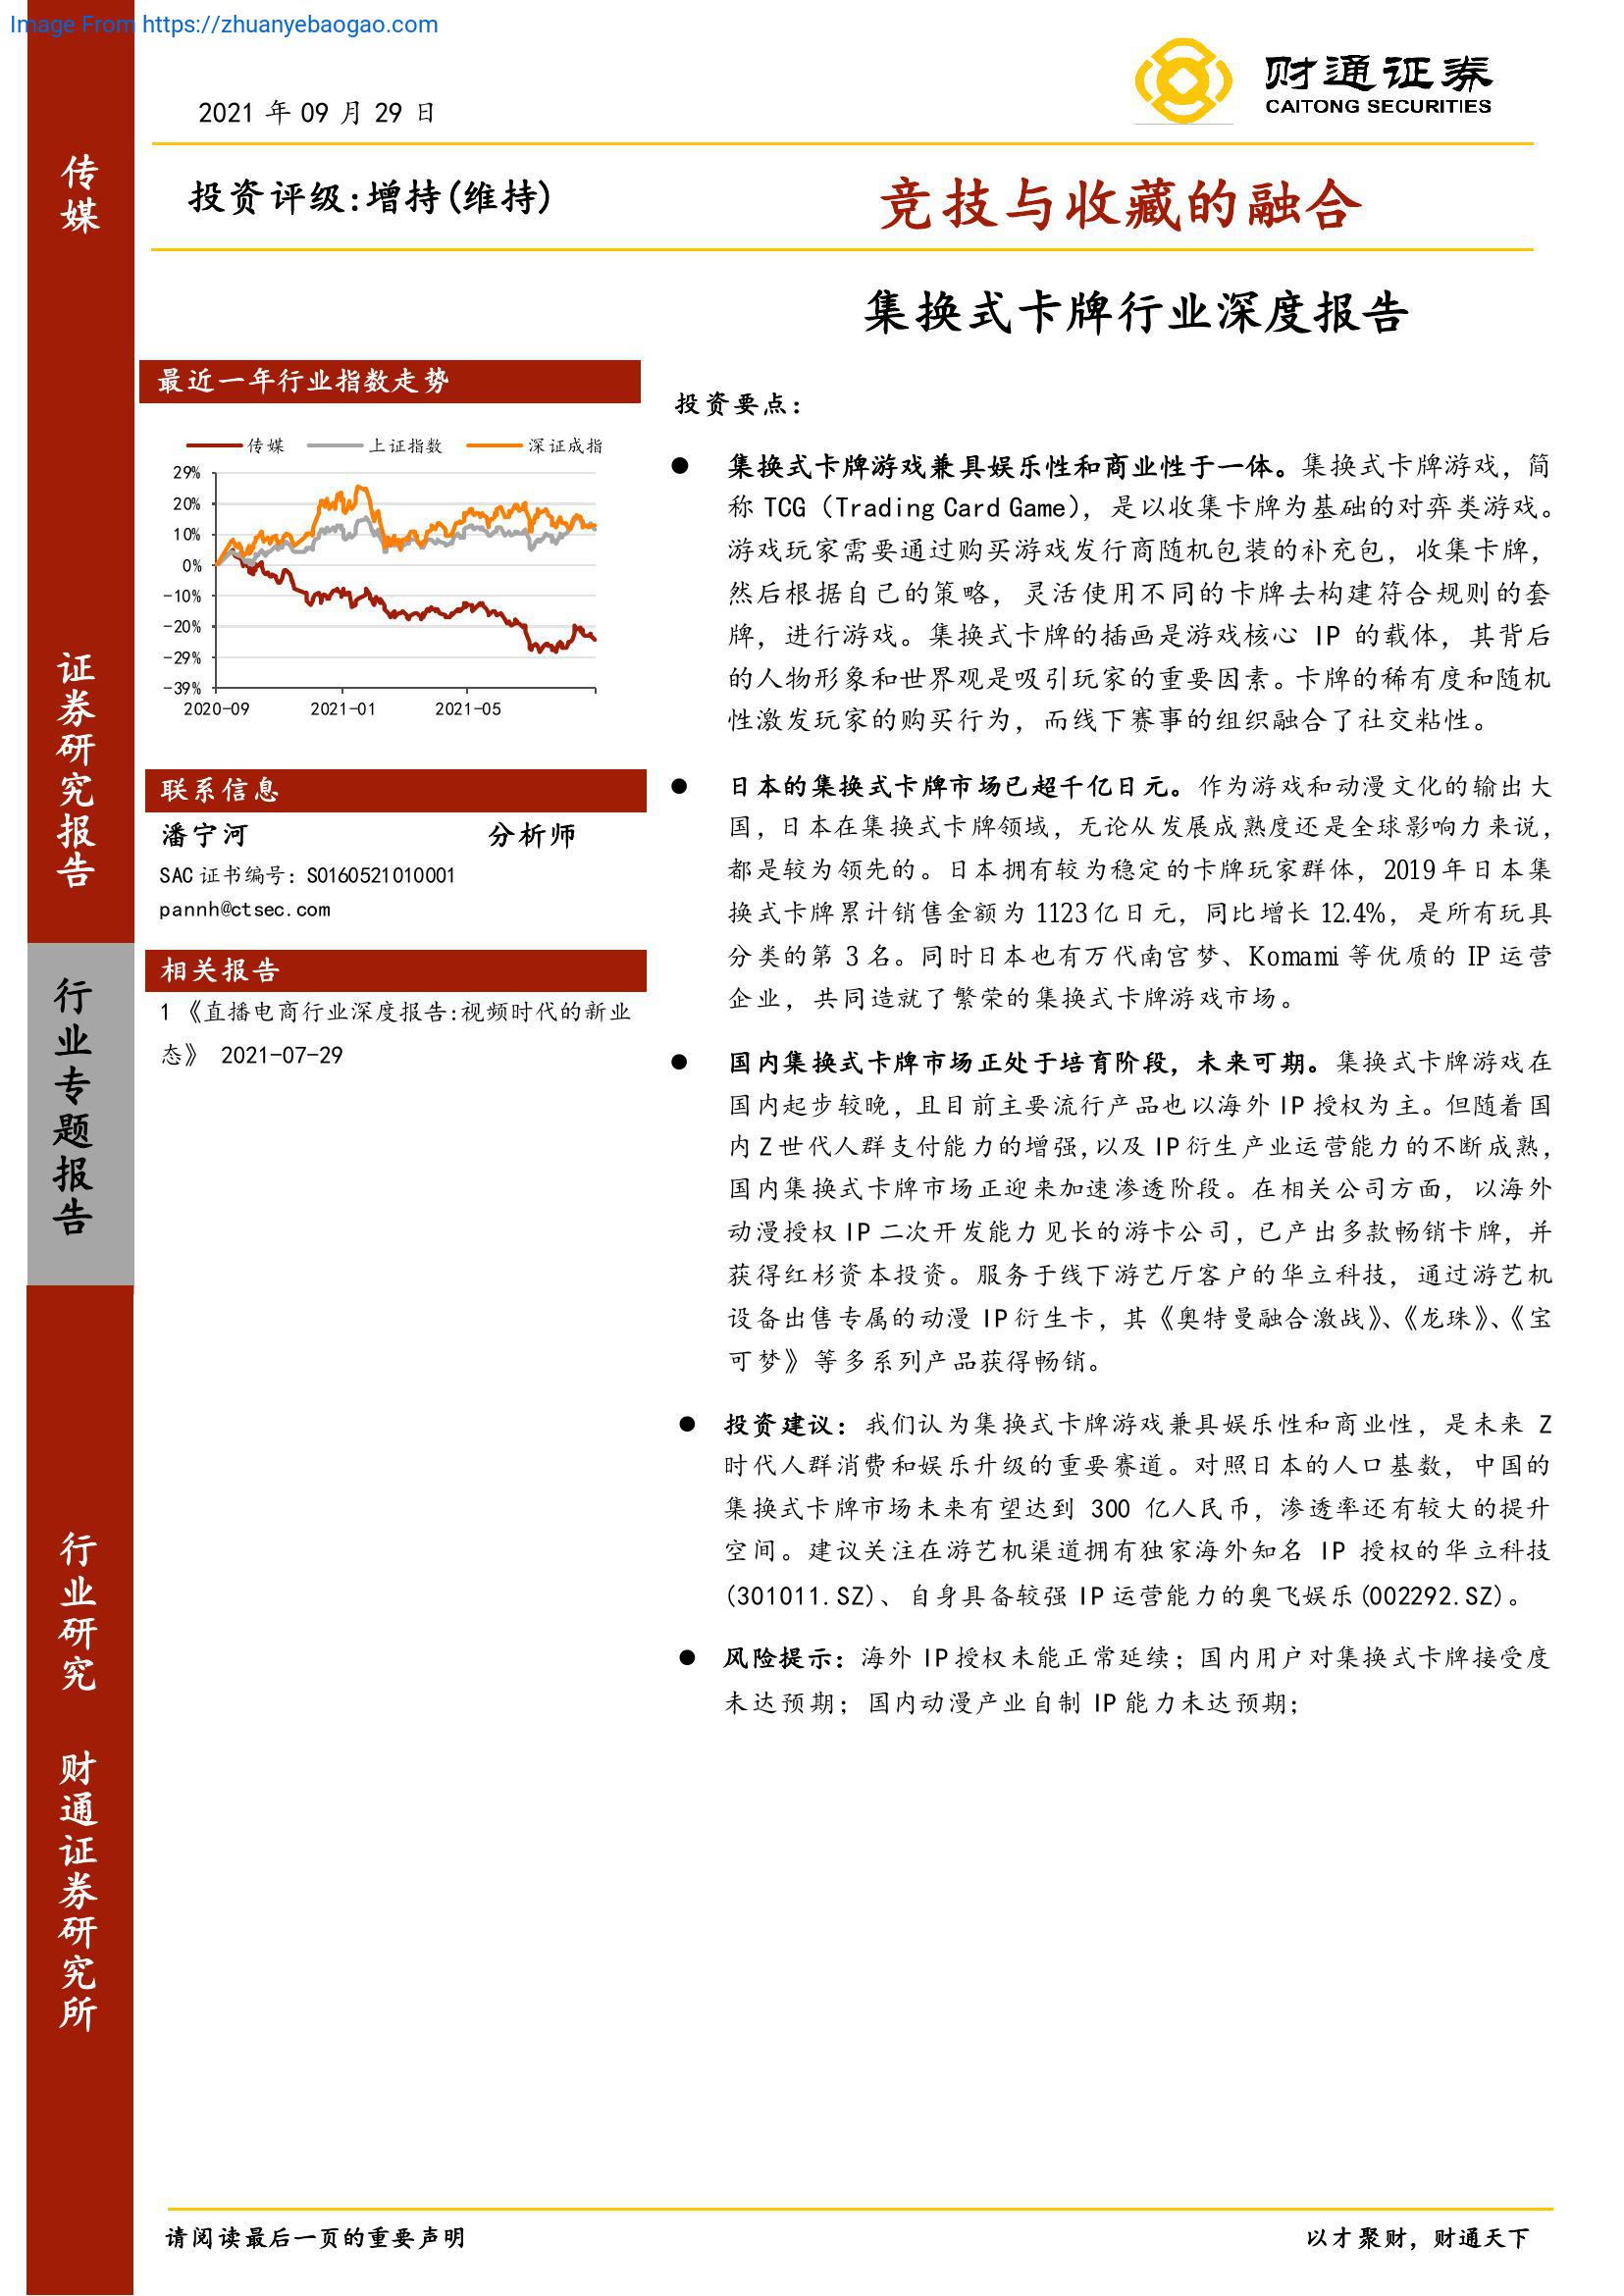 Image From https://zhuanyebaogao.com
2021 年 09 月 29 日
财通证券
CAITONG SECURITIES
传媒
投资评级:增持(维持)
竞技与收藏的融合
集换式卡牌行业深度报告
最近一年行业指数走势
传媒 上证指数 深证成指
29%
20%
10%
0%
-10%
-20%
-29%
-39%
2020-09 2021-01 2021-05
联系信息
潘宁河 分析师
SAC 证书编号：S0160521010001
pannh@ctsec.com
相关报告
1 《直播电商行业深度报告:视频时代的新业
态》 2021-07-29
投资要点：
● 集换式卡牌游戏兼具娱乐性和商业性于一体。集换式卡牌游戏，简
称 TCG（Trading Card Game），是以收集卡牌为基础的对弈类游戏。
游戏玩家需要通过购买游戏发行商随机包装的补充包，收集卡牌，
然后根据自己的策略，灵活使用不同的卡牌去构建符合规则的套
牌，进行游戏。集换式卡牌的插画是游戏核心 IP 的载体，其背后
的人物形象和世界观是吸引玩家的重要因素。卡牌的稀有度和随机
性激发玩家的购买行为，而线下赛事的组织融合了社交粘性。
● 日本的集换式卡牌市场已超千亿日元。作为游戏和动漫文化的输出大
国，日本在集换式卡牌领域，无论从发展成熟度还是全球影响力来说，
都是较为领先的。日本拥有较为稳定的卡牌玩家群体，2019 年日本集
换式卡牌累计销售金额为 1123 亿日元，同比增长 12.4%，是所有玩具
分类的第 3 名。同时日本也有万代南宫梦、Komami 等优质的 IP 运营
企业，共同造就了繁荣的集换式卡牌游戏市场。
● 国内集换式卡牌市场正处于培育阶段，未来可期。集换式卡牌游戏在
国内起步较晚，且目前主要流行产品也以海外 IP 授权为主。但随着国
内 Z 世代人群支付能力的增强，以及 IP 衍生产业运营能力的不断成熟，
国内集换式卡牌市场正迎来加速渗透阶段。在相关公司方面，以海外
动漫授权 IP 二次开发能力见长的游卡公司，已产出多款畅销卡牌，并
获得红杉资本投资。服务于线下游艺厅客户的华立科技，通过游艺机
设备出售专属的动漫 IP 衍生卡，其《奥特曼融合激战》、《龙珠》、《宝
可梦》等多系列产品获得畅销。
● 投资建议：我们认为集换式卡牌游戏兼具娱乐性和商业性，是未来 Z
时代人群消费和娱乐升级的重要赛道。对照日本的人口基数，中国的
集换式卡牌市场未来有望达到 300 亿人民币，渗透率还有较大的提升
空间。建议关注在游艺机渠道拥有独家海外知名 IP 授权的华立科技
(301011.SZ)、自身具备较强 IP 运营能力的奥飞娱乐(002292.SZ)。
● 风险提示：海外 IP 授权未能正常延续；国内用户对集换式卡牌接受度
未达预期；国内动漫产业自制 IP 能力未达预期；
证券研究报告
行业专题报告
行业研究
财通证券研究所
请阅读最后一页的重要声明
以才聚财，财通天下